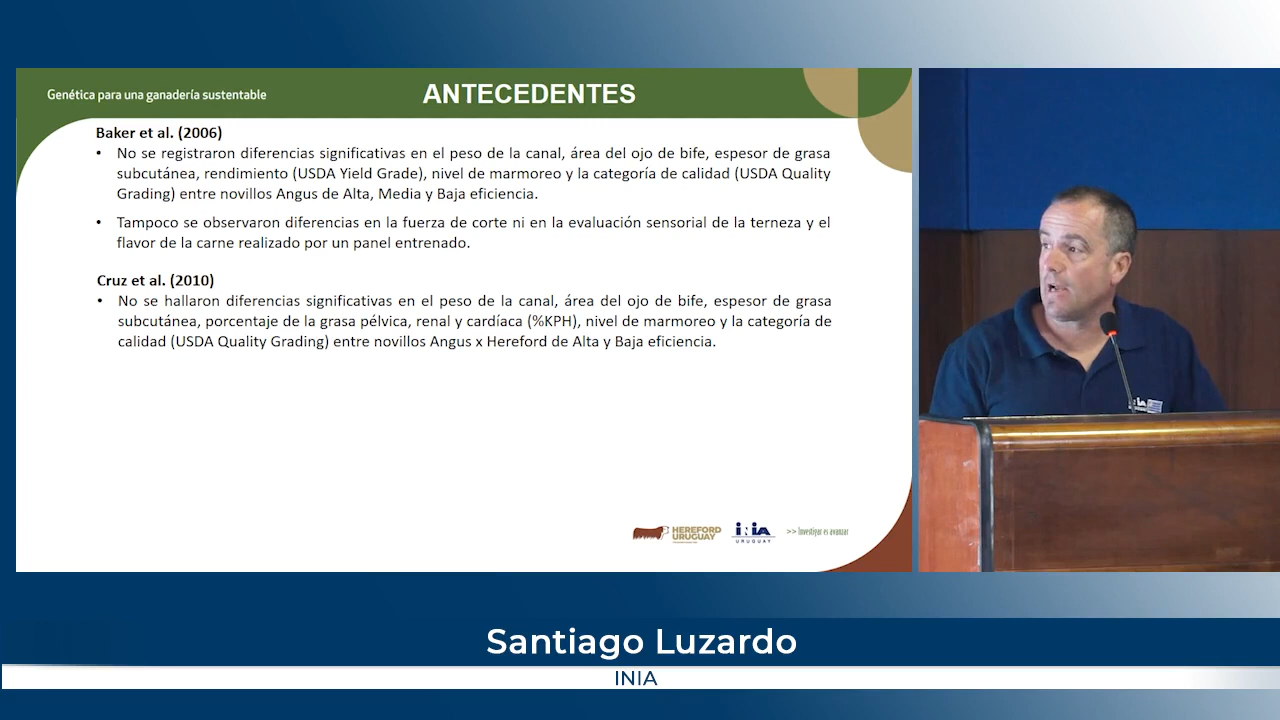 Genética para una ganadería sustentable
ANTECEDENTES
Baker et al. (2006)
• No se registraron diferencias significativas en el peso de la canal, área del ojo de bife, espesor de grasa
subcutánea, rendimiento (USDA Yield Grade), nivel de marmoreo y la categoría de calidad (USDA Quality
Grading) entre novillos Angus de Alta, Media y Baja eficiencia.
• Tampoco se observaron diferencias en la fuerza de corte ni en la evaluación sensorial de la terneza y el
flavor de la carne realizado por un panel entrenado.
Cruz et al. (2010)
• No se hallaron diferencias significativas en el peso de la canal, área del ojo de bife, espesor de grasa
subcutánea, porcentaje de la grasa pélvica, renal y cardíaca (%KPH), nivel de marmoreo y la categoría de
calidad (USDA Quality Grading) entre novillos Angus x Hereford de Alta y Baja eficiencia.
HEREFORD
URUGUAY
INIA
URUGUAY
>> Investigar es avanzar
Santiago Luzardo
INIA